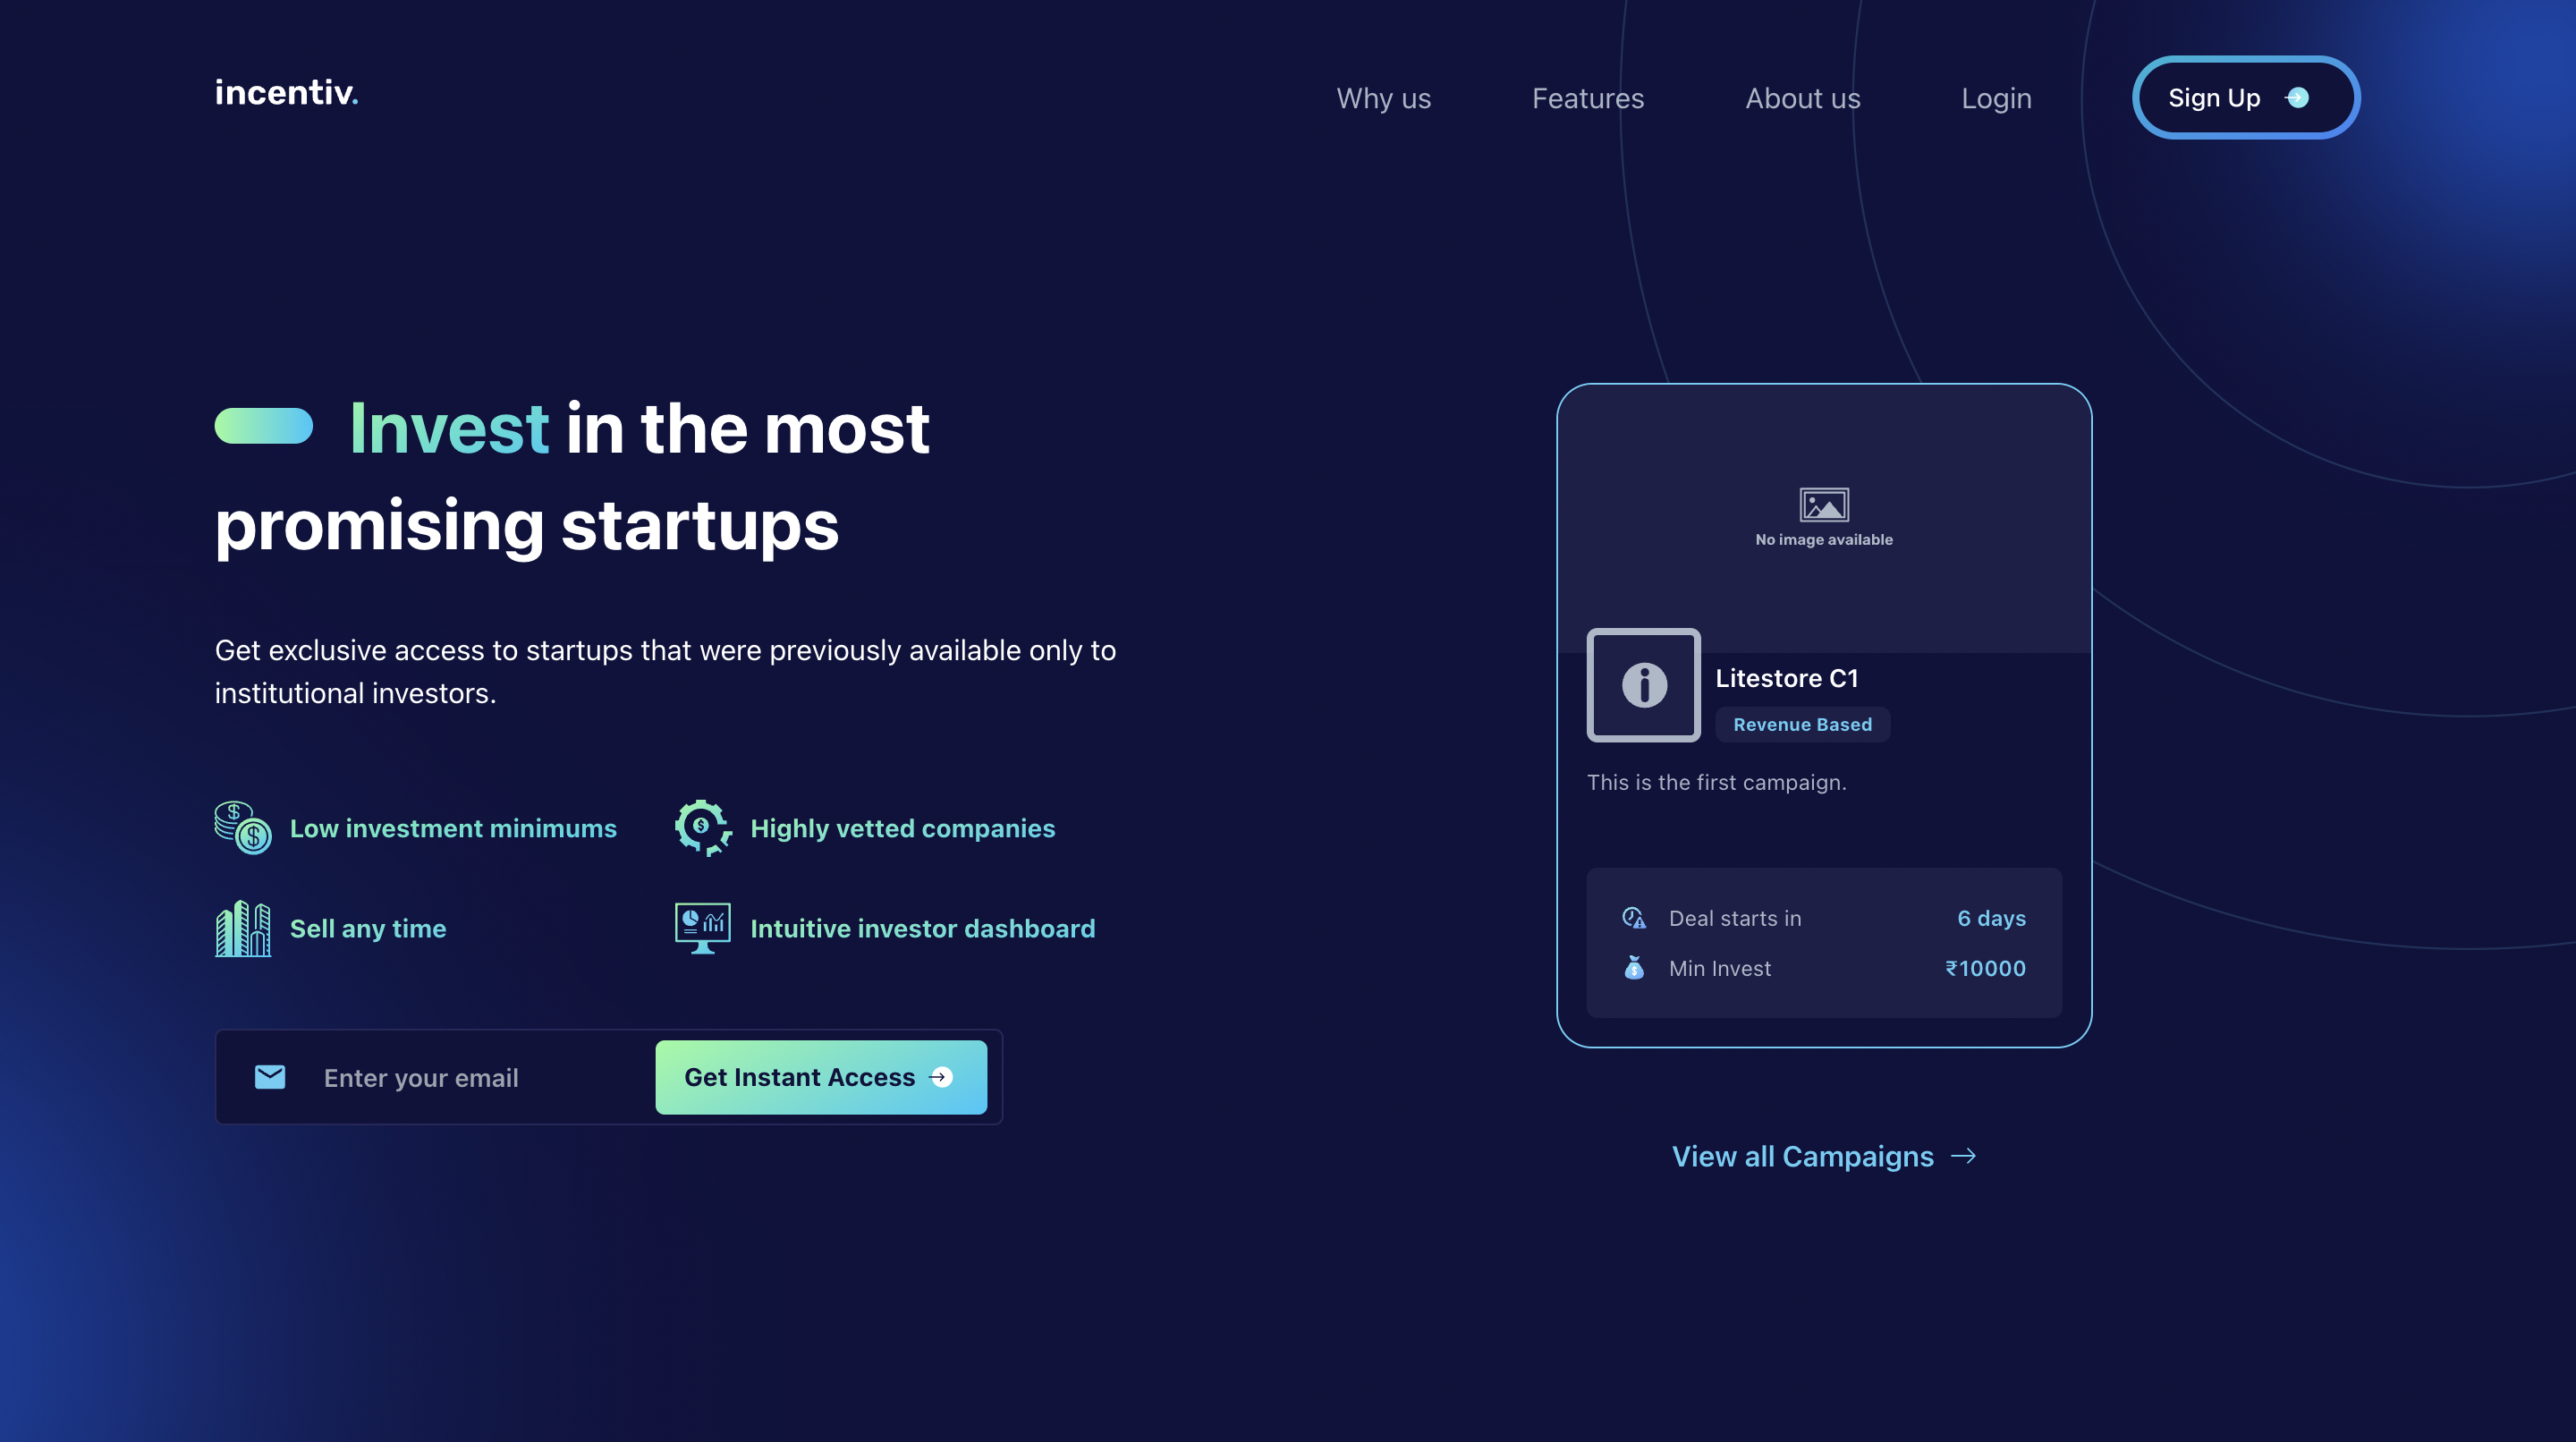 incentiv.
Why us
Features
About us
Login
Sign Up
Invest in the most
promising startups
Get exclusive access to startups that were previously available only to
institutional investors.
Low investment minimums
Highly vetted companies
Sell any time
Intuitive investor dashboard
Enter your email
Get Instant Access
No image available
Litestore C1
Revenue Based
This is the first campaign.
Deal starts in
6 days
Min Invest
₹10000
View all Campaigns